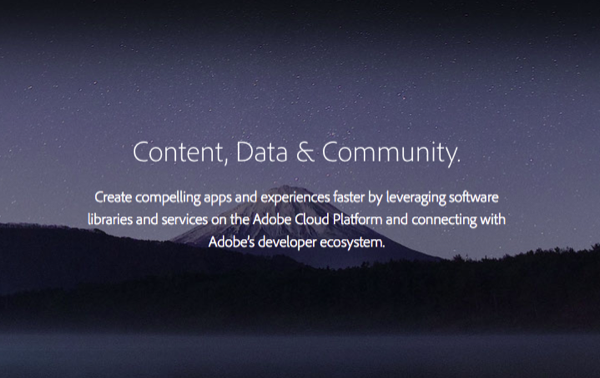 Content, Data & Community.
Create compelling apps and experiences faster by leveraging software
libraries and services on the Adobe Cloud Platform and connecting with
Adobe's developer ecosystem.